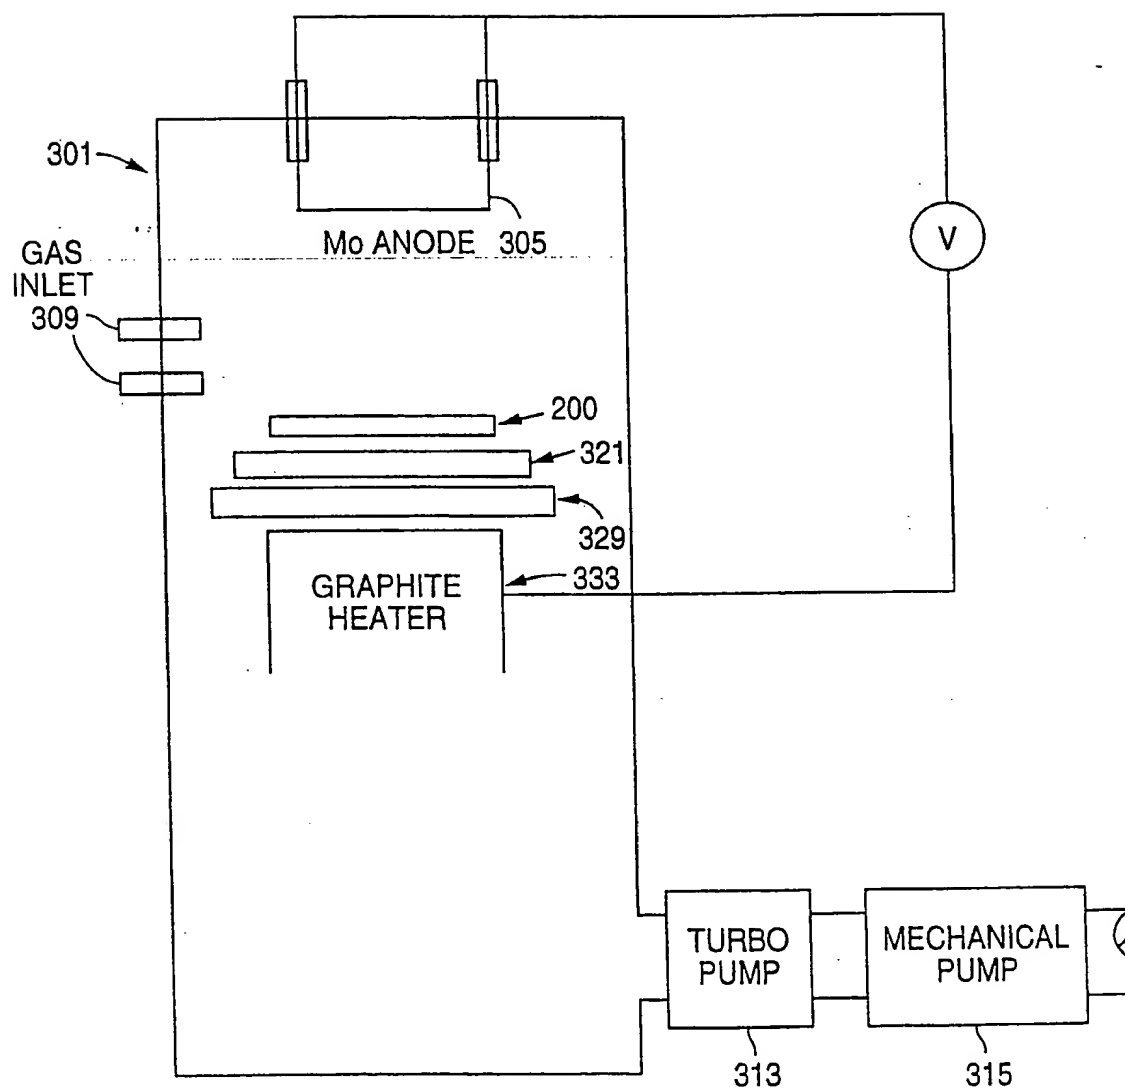 301
Mo ANODE 305
V
GAS
INLET
309
200
321
329
333
GRAPHITE
HEATER
TURBO
PUMP
MECHANICAL
PUMP
313
315